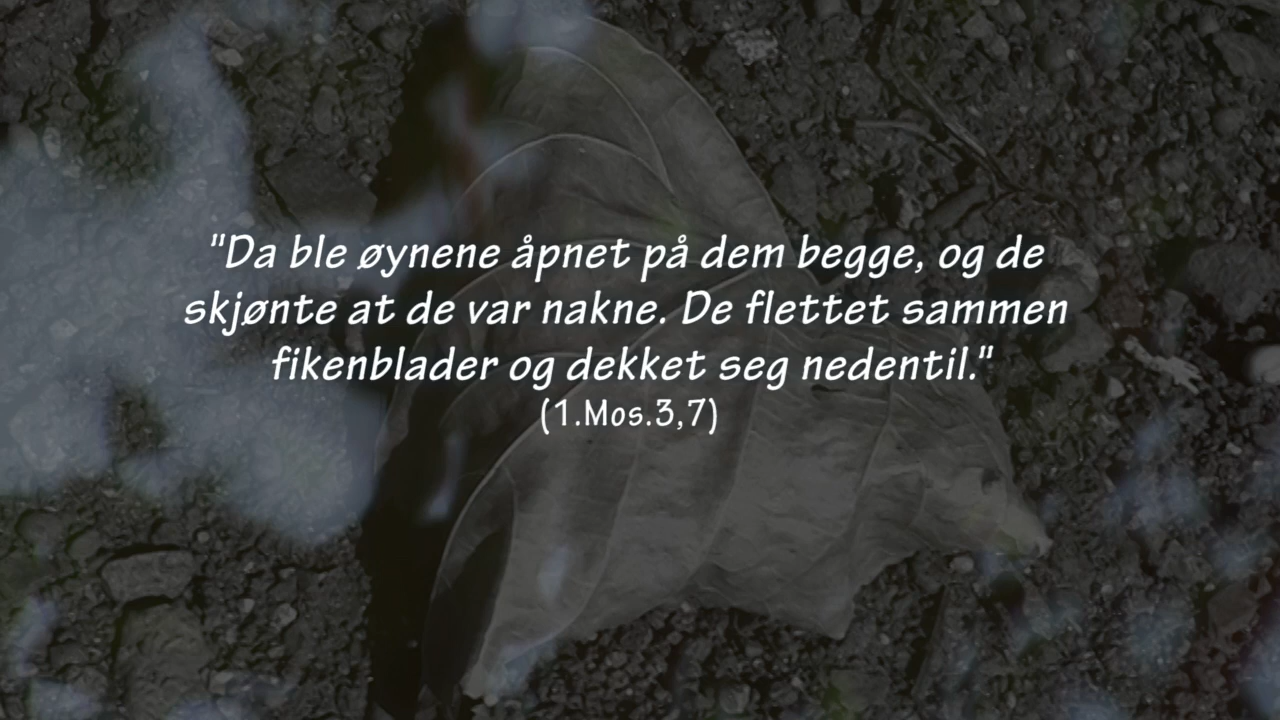 "Da ble øynene åpnet på dem begge, og de
skjønte at de var nakne. De flettet sammen
fikenblader og dekket seg nedentil."
(1.Mos.3,7)